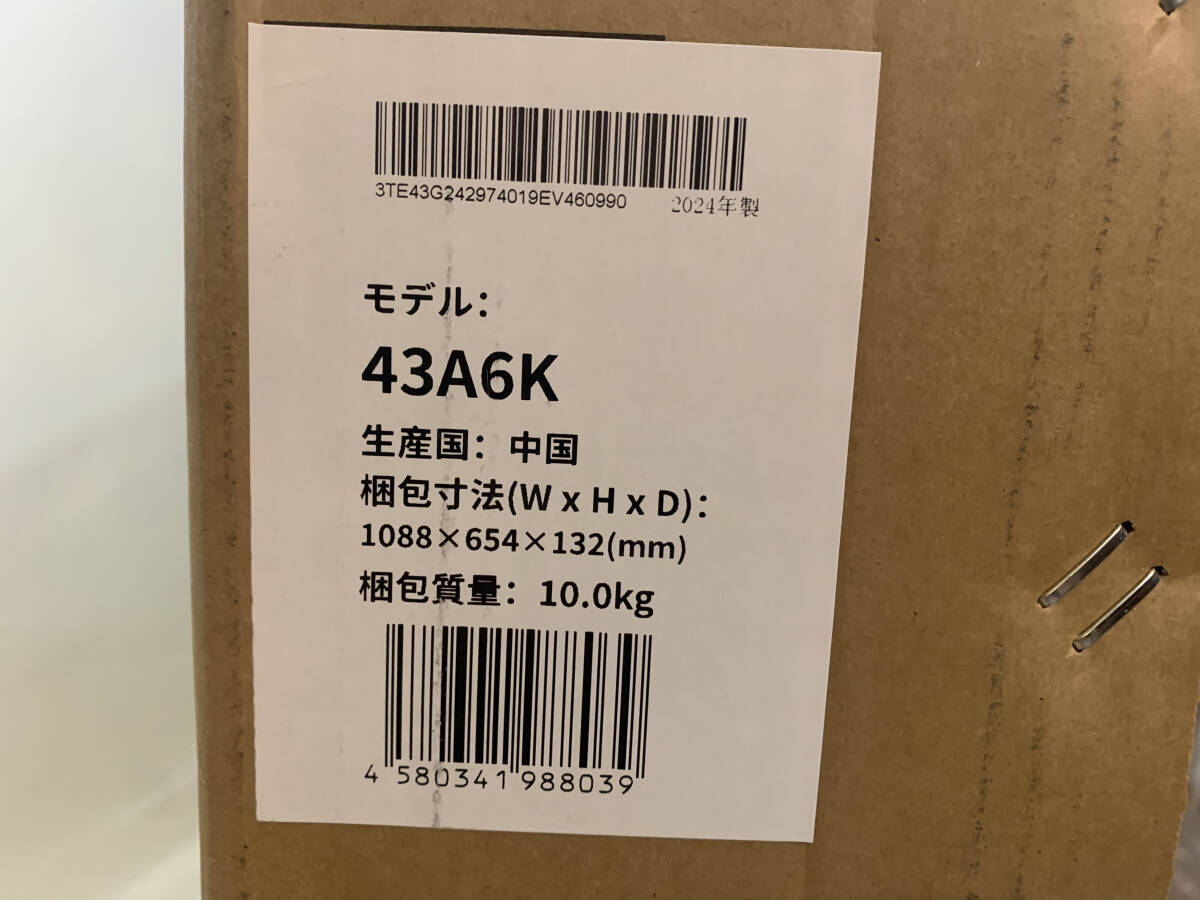 3TE43G242974019EV460990 2024年製
モデル：
43A6K
生産国：中国
梱包寸法(W x H x D)：
1088×654×132(mm)
梱包質量：10.0kg
4 580341 988039